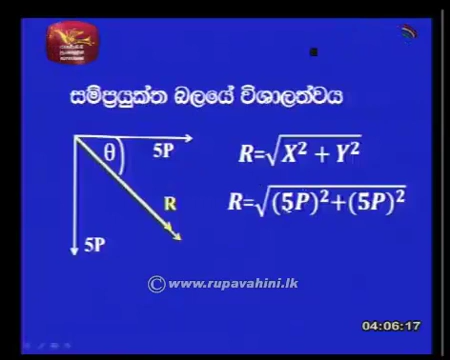 සම්ප්‍රයුක්ත බලයේ විශාලත්වය
5P
θ
R=√X² + Y²
R
R=√(5P)²+(5P)²
5P
© www.rupavahini.lk
04:06:17